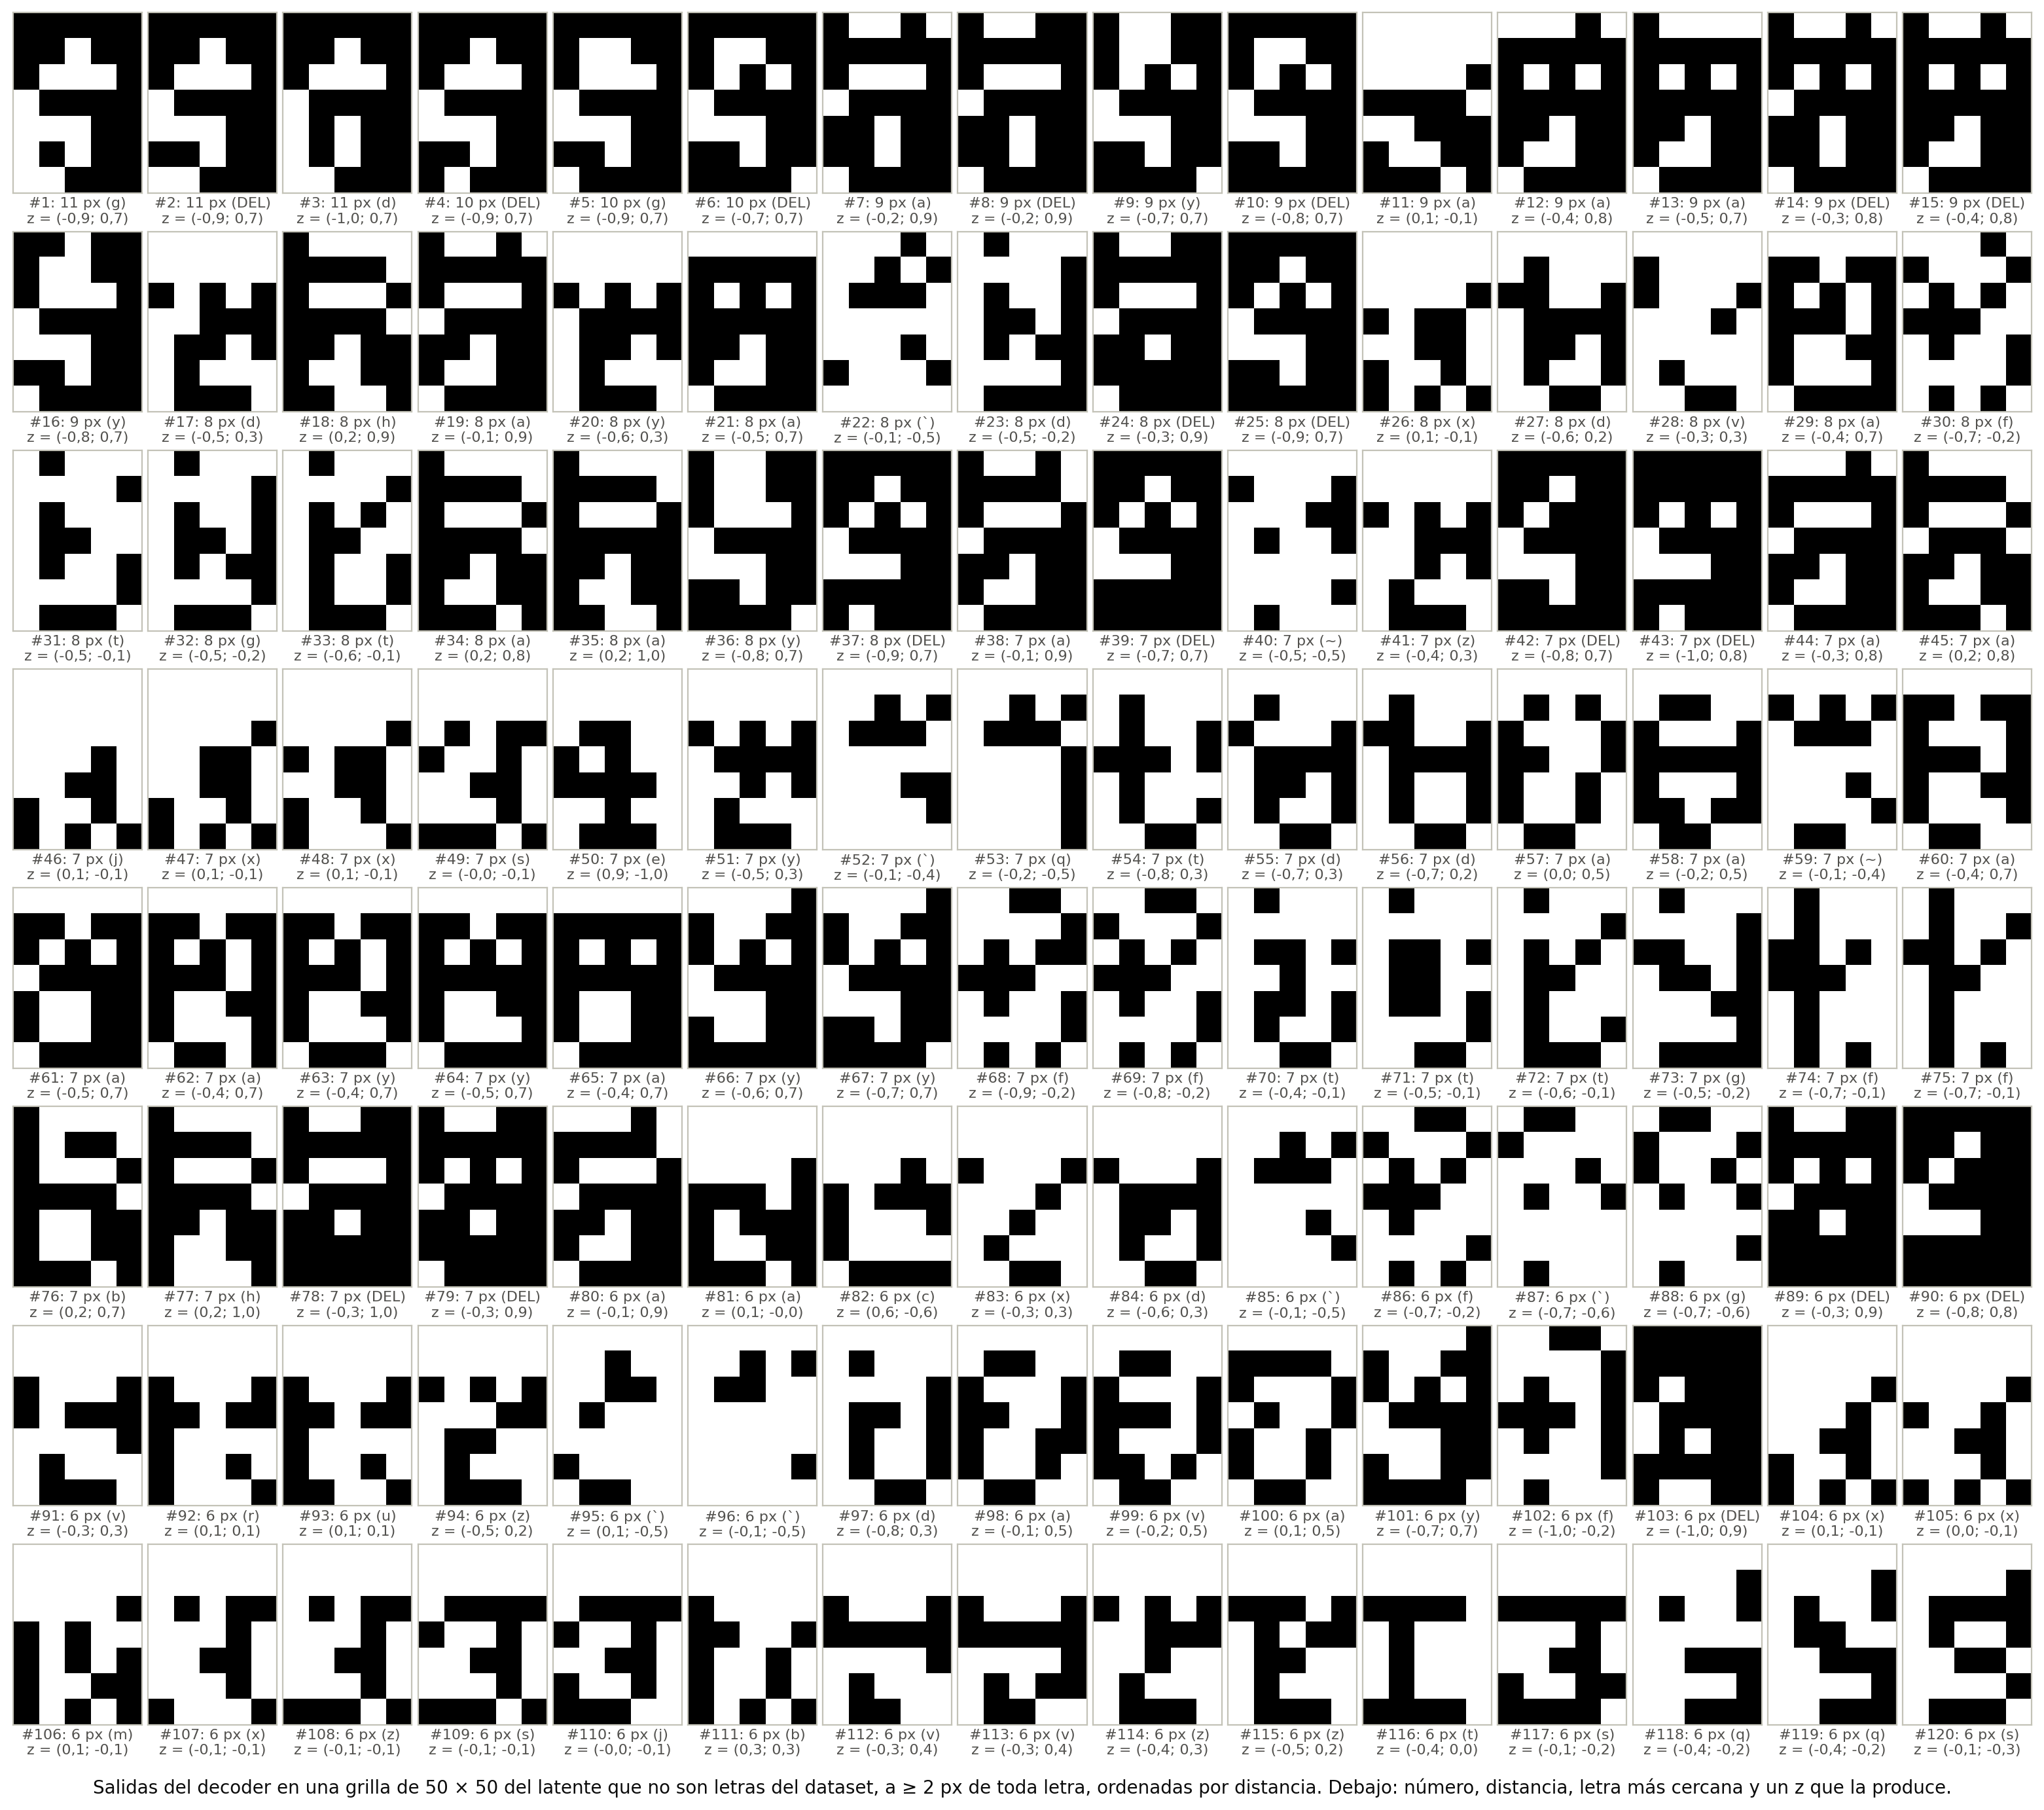 #1: 11 px (g) #2: 11 px (DEL) #3: 11 px (d) #4: 10 px (DEL) #5: 10 px (g) #6: 10 px (DEL) #7: 9 px (a) #8: 9 px (DEL) #9: 9 px (y) #10: 9 px (DEL) #11: 9 px (a) #12: 9 px (a) #13: 9 px (a) #14: 9 px (DEL) #15: 9 px (DEL)
z = (-0,9; 0,7) z = (-0,9; 0,7) z = (-1,0; 0,7) z = (-0,9; 0,7) z = (-0,9; 0,7) z = (-0,7; 0,7) z = (-0,2; 0,9) z = (-0,2; 0,9) z = (-0,7; 0,7) z = (-0,8; 0,7) z = (0,1; -0,1) z = (-0,4; 0,8) z = (-0,5; 0,7) z = (-0,3; 0,8) z = (-0,4; 0,8)
#16: 9 px (y) #17: 8 px (d) #18: 8 px (h) #19: 8 px (a) #20: 8 px (y) #21: 8 px (a) #22: 8 px (`) #23: 8 px (d) #24: 8 px (DEL) #25: 8 px (DEL) #26: 8 px (x) #27: 8 px (d) #28: 8 px (v) #29: 8 px (a) #30: 8 px (f)
z = (-0,8; 0,7) z = (-0,5; 0,3) z = (0,2; 0,9) z = (-0,1; 0,9) z = (-0,6; 0,3) z = (-0,5; 0,7) z = (-0,1; -0,5) z = (-0,5; -0,2) z = (-0,3; 0,9) z = (-0,9; 0,7) z = (0,1; -0,1) z = (-0,6; 0,2) z = (-0,3; 0,3) z = (-0,4; 0,7) z = (-0,7; -0,2)
#31: 8 px (t) #32: 8 px (g) #33: 8 px (t) #34: 8 px (a) #35: 8 px (a) #36: 8 px (y) #37: 8 px (DEL) #38: 7 px (a) #39: 7 px (DEL) #40: 7 px (~) #41: 7 px (z) #42: 7 px (DEL) #43: 7 px (DEL) #44: 7 px (a) #45: 7 px (a)
z = (-0,5; -0,1) z = (-0,5; -0,2) z = (-0,6; -0,1) z = (0,2; 0,8) z = (0,2; 1,0) z = (-0,8; 0,7) z = (-0,9; 0,7) z = (-0,1; 0,9) z = (-0,7; 0,7) z = (-0,5; -0,5) z = (-0,4; 0,3) z = (-0,8; 0,7) z = (-1,0; 0,8) z = (-0,3; 0,8) z = (0,2; 0,8)
#46: 7 px (j) #47: 7 px (x) #48: 7 px (x) #49: 7 px (s) #50: 7 px (e) #51: 7 px (y) #52: 7 px (`) #53: 7 px (q) #54: 7 px (t) #55: 7 px (d) #56: 7 px (d) #57: 7 px (a) #58: 7 px (a) #59: 7 px (~) #60: 7 px (a)
z = (0,1; -0,1) z = (0,1; -0,1) z = (0,1; -0,1) z = (-0,0; -0,1) z = (0,9; -1,0) z = (-0,5; 0,3) z = (-0,1; -0,4) z = (-0,2; -0,5) z = (-0,8; 0,3) z = (-0,7; 0,3) z = (-0,7; 0,2) z = (0,0; 0,5) z = (-0,2; 0,5) z = (-0,1; -0,4) z = (-0,4; 0,7)
#61: 7 px (a) #62: 7 px (a) #63: 7 px (y) #64: 7 px (y) #65: 7 px (a) #66: 7 px (y) #67: 7 px (y) #68: 7 px (f) #69: 7 px (f) #70: 7 px (t) #71: 7 px (t) #72: 7 px (t) #73: 7 px (g) #74: 7 px (f) #75: 7 px (f)
z = (-0,5; 0,7) z = (-0,4; 0,7) z = (-0,4; 0,7) z = (-0,5; 0,7) z = (-0,4; 0,7) z = (-0,6; 0,7) z = (-0,7; 0,7) z = (-0,9; -0,2) z = (-0,8; -0,2) z = (-0,4; -0,1) z = (-0,5; -0,1) z = (-0,6; -0,1) z = (-0,5; -0,2) z = (-0,7; -0,1) z = (-0,7; -0,1)
#76: 7 px (b) #77: 7 px (h) #78: 7 px (DEL) #79: 7 px (DEL) #80: 6 px (a) #81: 6 px (a) #82: 6 px (c) #83: 6 px (x) #84: 6 px (d) #85: 6 px (`) #86: 6 px (f) #87: 6 px (`) #88: 6 px (g) #89: 6 px (DEL) #90: 6 px (DEL)
z = (0,2; 0,7) z = (0,2; 1,0) z = (-0,3; 1,0) z = (-0,3; 0,9) z = (-0,1; 0,9) z = (0,1; -0,0) z = (0,6; -0,6) z = (-0,3; 0,3) z = (-0,6; 0,3) z = (-0,1; -0,5) z = (-0,7; -0,2) z = (-0,7; -0,6) z = (-0,7; -0,6) z = (-0,3; 0,9) z = (-0,8; 0,8)
#91: 6 px (v) #92: 6 px (r) #93: 6 px (u) #94: 6 px (z) #95: 6 px (`) #96: 6 px (`) #97: 6 px (d) #98: 6 px (a) #99: 6 px (v) #100: 6 px (a) #101: 6 px (y) #102: 6 px (f) #103: 6 px (DEL) #104: 6 px (x) #105: 6 px (x)
z = (-0,3; 0,3) z = (0,1; 0,1) z = (0,1; 0,1) z = (-0,5; 0,2) z = (0,1; -0,5) z = (-0,1; -0,5) z = (-0,8; 0,3) z = (-0,1; 0,5) z = (-0,2; 0,5) z = (0,1; 0,5) z = (-0,7; 0,7) z = (-1,0; -0,2) z = (-1,0; 0,9) z = (0,1; -0,1) z = (0,0; -0,1)
#106: 6 px (m) #107: 6 px (x) #108: 6 px (z) #109: 6 px (s) #110: 6 px (j) #111: 6 px (b) #112: 6 px (v) #113: 6 px (v) #114: 6 px (z) #115: 6 px (z) #116: 6 px (t) #117: 6 px (s) #118: 6 px (q) #119: 6 px (q) #120: 6 px (s)
z = (0,1; -0,1) z = (-0,1; -0,1) z = (-0,1; -0,1) z = (-0,1; -0,1) z = (-0,0; -0,1) z = (0,3; 0,3) z = (-0,3; 0,4) z = (-0,3; 0,4) z = (-0,4; 0,3) z = (-0,5; 0,2) z = (-0,4; 0,0) z = (-0,1; -0,2) z = (-0,4; -0,2) z = (-0,4; -0,2) z = (-0,1; -0,3)
Salidas del decoder en una grilla de 50 × 50 del latente que no son letras del dataset, a ≥ 2 px de toda letra, ordenadas por distancia. Debajo: número, distancia, letra más cercana y un z que la produce.